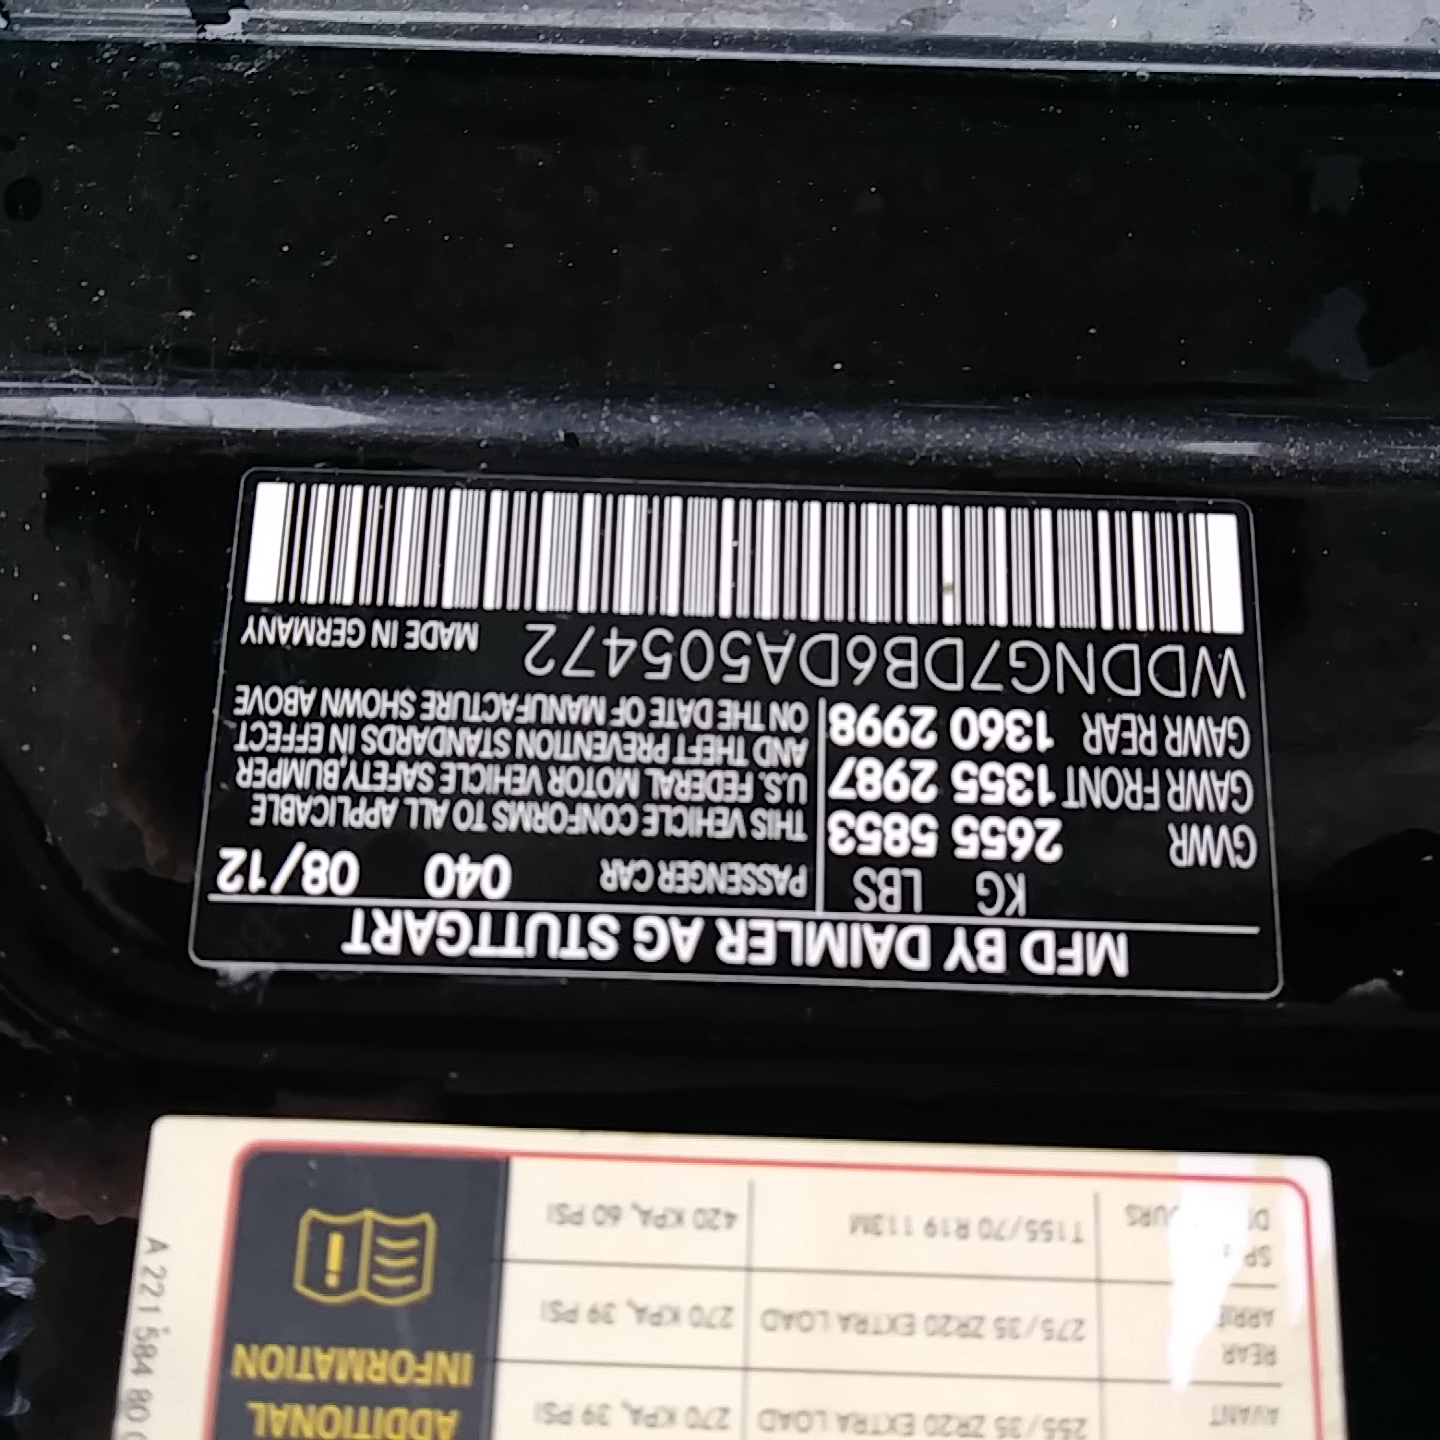 ADDITIONAL
INFORMATION
AVANT 255/35 ZR20 EXTRA LOAD 270 KPA, 39 PSI
REAR
275/35 ZR20 EXTRA LOAD 270 KPA, 39 PSI
T155/70 R19 113M 420 KPA, 60 PSI
A 221 584 80
MFD BY DAIMLER AG STUTTGART
KG LBS
GVWR 2655 5853
GAWR FRONT 1355 2987
GAWR REAR 1360 2998
PASSENGER CAR 040 08/12
THIS VEHICLE CONFORMS TO ALL APPLICABLE
U.S. FEDERAL MOTOR VEHICLE SAFETY,BUMPER
AND THEFT PREVENTION STANDARDS IN EFFECT
ON THE DATE OF MANUFACTURE SHOWN ABOVE
WDDNG7DB6DA505472 MADE IN GERMANY